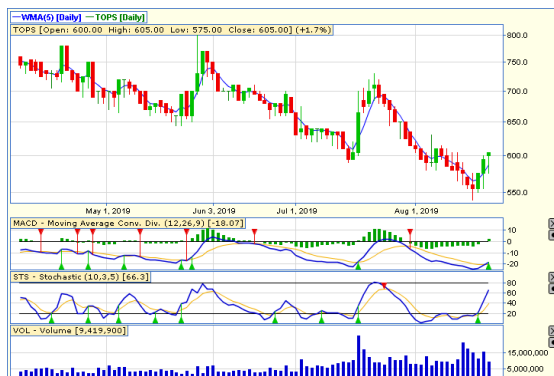 WMA(5) [Daily] TOPS [Daily]
TOPS [Open: 600.00 High: 605.00 Low: 575.00 Close: 605.00] (+1.7%)
800.0
750.0
700.0
650.0
600.0
550.0
May 1, 2019 Jun 3, 2019 Jul 1, 2019 Aug 1, 2019
MACD - Moving Average Conv. Div. (12,26,9) [-18.07]
10
0
-10
-20
STS - Stochastic (10,3,5) [66.3]
80
60
40
20
VOL - Volume [9,419,900]
15,000,000
5,000,000